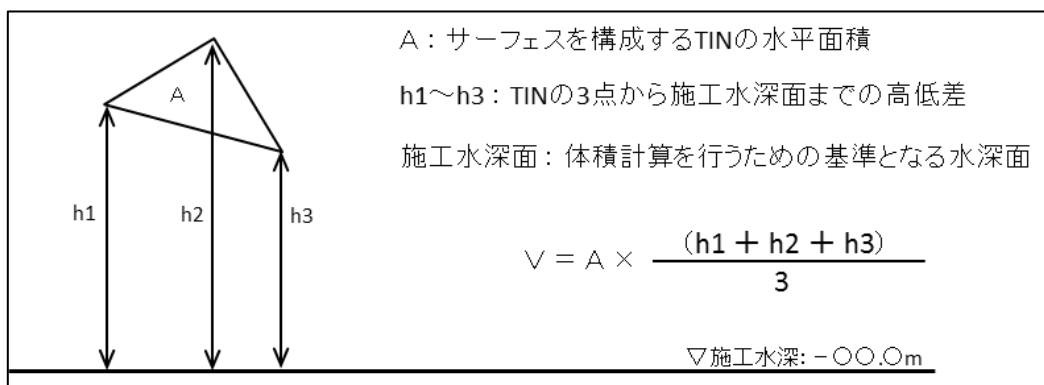 A：サーフェスを構成するTINの水平面積
h1～h3：TINの3点から施工水深面までの高低差
施工水深面：体積計算を行うための基準となる水深面
A
h1
h2
h3
V = A × (h1 + h2 + h3)
3
▽施工水深:－○○.○m